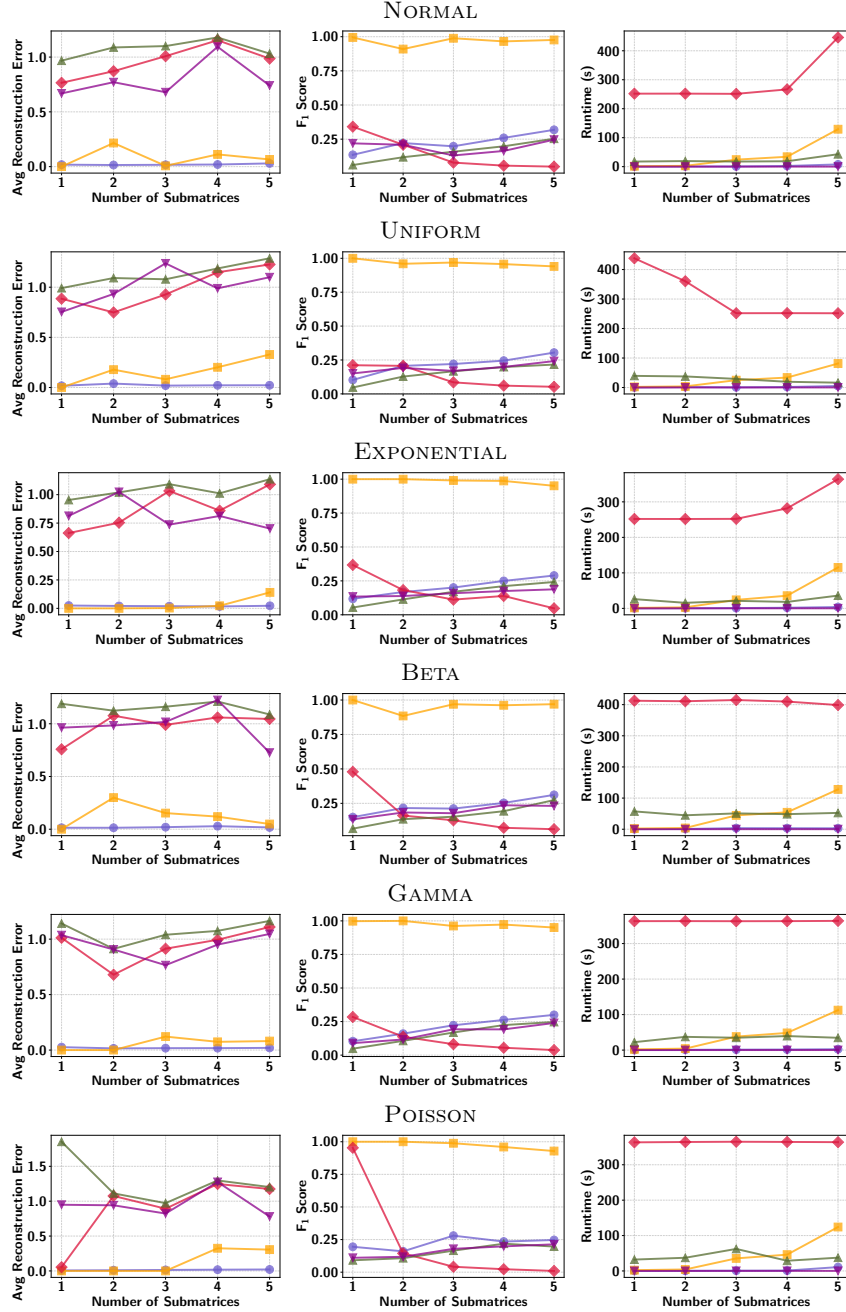 NORMAL
Avg Reconstruction Error
1.0
0.5
0.0
1 2 3 4 5
Number of Submatrices
F1 Score
1.00
0.75
0.50
0.25
1 2 3 4 5
Number of Submatrices
Runtime (s)
400
300
200
100
0
1 2 3 4 5
Number of Submatrices
UNIFORM
Avg Reconstruction Error
1.0
0.5
0.0
1 2 3 4 5
Number of Submatrices
F1 Score
1.00
0.75
0.50
0.25
0.00
1 2 3 4 5
Number of Submatrices
Runtime (s)
400
300
200
100
0
1 2 3 4 5
Number of Submatrices
EXPONENTIAL
Avg Reconstruction Error
1.00
0.75
0.50
0.25
0.00
1 2 3 4 5
Number of Submatrices
F1 Score
1.00
0.75
0.50
0.25
0.00
1 2 3 4 5
Number of Submatrices
Runtime (s)
300
200
100
0
1 2 3 4 5
Number of Submatrices
BETA
Avg Reconstruction Error
1.0
0.5
0.0
1 2 3 4 5
Number of Submatrices
F1 Score
1.00
0.75
0.50
0.25
1 2 3 4 5
Number of Submatrices
Runtime (s)
400
300
200
100
0
1 2 3 4 5
Number of Submatrices
GAMMA
Avg Reconstruction Error
1.0
0.5
0.0
1 2 3 4 5
Number of Submatrices
F1 Score
1.00
0.75
0.50
0.25
0.00
1 2 3 4 5
Number of Submatrices
Runtime (s)
300
200
100
0
1 2 3 4 5
Number of Submatrices
POISSON
Avg Reconstruction Error
1.5
1.0
0.5
0.0
1 2 3 4 5
Number of Submatrices
F1 Score
1.00
0.75
0.50
0.25
0.00
1 2 3 4 5
Number of Submatrices
Runtime (s)
400
300
200
100
0
1 2 3 4 5
Number of Submatrices